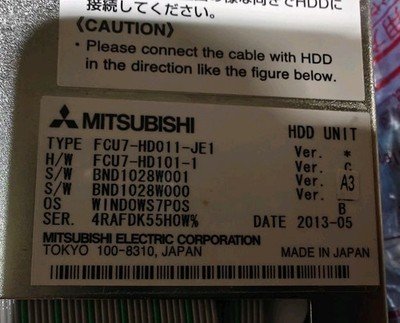 接続してください。
〈CAUTION〉
・Please connect the cable with HDD
in the direction like the figure below.
MITSUBISHI HDD UNIT
TYPE FCU7-HD011-JE1 Ver. *
H/W FCU7-HD101-1 Ver.
S/W BND1028W001 Ver. A3
S/W BND1028W000 Ver.
OS WINDOWS7POS B
SER. 4RAFDK55HOW% DATE 2013-05
MITSUBISHI ELECTRIC CORPORATION
TOKYO 100-8310, JAPAN MADE IN JAPAN